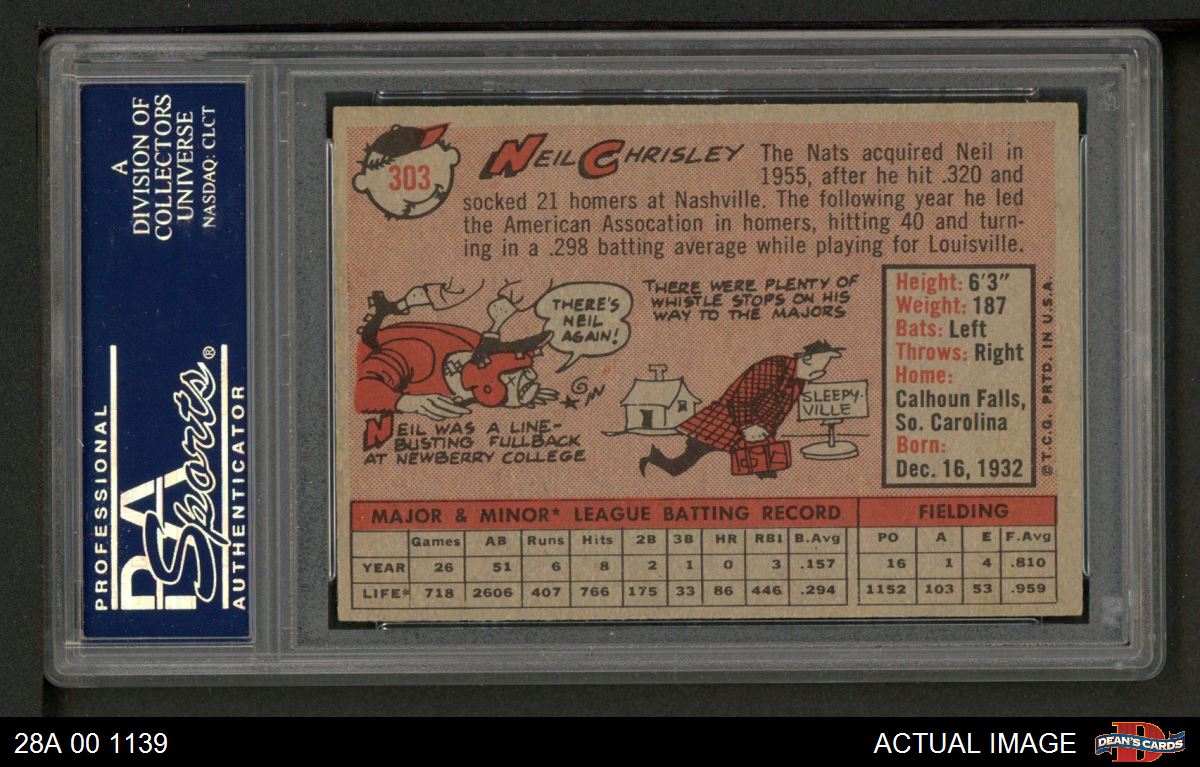 A
DIVISION OF
COLLECTORS
UNIVERSE
NASDAQ: CLCT
PROFESSIONAL
PSA
Sports®
AUTHENTICATOR
303
NEIL CHRISLEY
The Nats acquired Neil in
1955, after he hit .320 and
socked 21 homers at Nashville. The following year he led
the American Assocation in homers, hitting 40 and turn-
ing in a .298 batting average while playing for Louisville.
THERE'S
NEIL
AGAIN!
NEIL WAS A LINE-
BUSTING FULLBACK
AT NEWBERRY COLLEGE
THERE WERE PLENTY OF
WHISTLE STOPS ON HIS
WAY TO THE MAJORS
SLEEPY-
VILLE
Height: 6'3"
Weight: 187
Bats: Left
Throws: Right
Home:
Calhoun Falls,
So. Carolina
Born:
Dec. 16, 1932
©T.C.G. PRTD. IN U.S.A.
MAJOR & MINOR* LEAGUE BATTING RECORD FIELDING
Games AB Runs Hits 2B 3B HR RBI B.Avg PO A E F.Avg
YEAR 26 51 6 8 2 1 0 3 .157 16 1 4 .810
LIFE* 718 2606 407 766 175 33 86 446 .294 1152 103 53 .959
28A 00 1139
ACTUAL IMAGE
D
DEAN'S CARDS